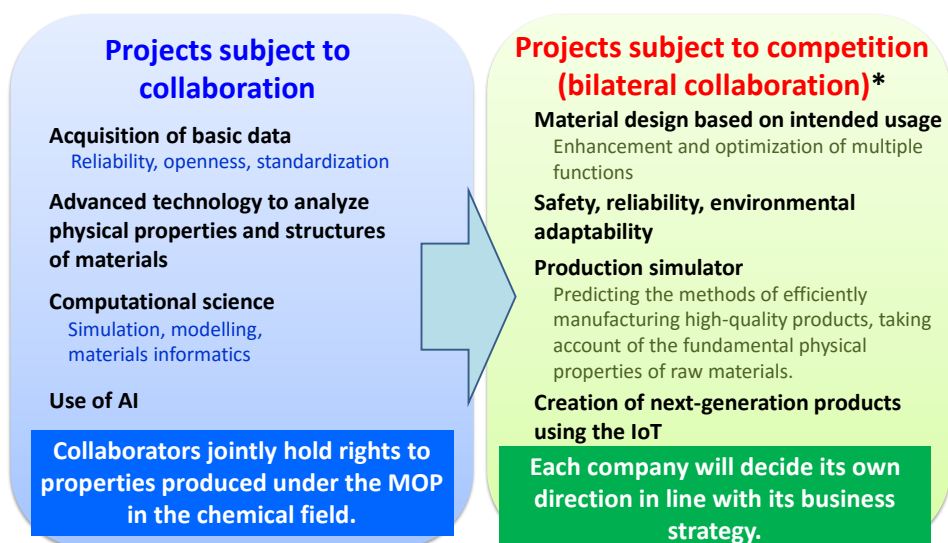 Projects subject to
collaboration
Acquisition of basic data
Reliability, openness, standardization
Advanced technology to analyze
physical properties and structures
of materials
Computational science
Simulation, modelling,
materials informatics
Use of AI
Collaborators jointly hold rights to
properties produced under the MOP
in the chemical field.
Projects subject to competition
(bilateral collaboration)*
Material design based on intended usage
Enhancement and optimization of multiple
functions
Safety, reliability, environmental
adaptability
Production simulator
Predicting the methods of efficiently
manufacturing high-quality products, taking
account of the fundamental physical
properties of raw materials.
Creation of next-generation products
using the IoT
Each company will decide its own
direction in line with its business
strategy.